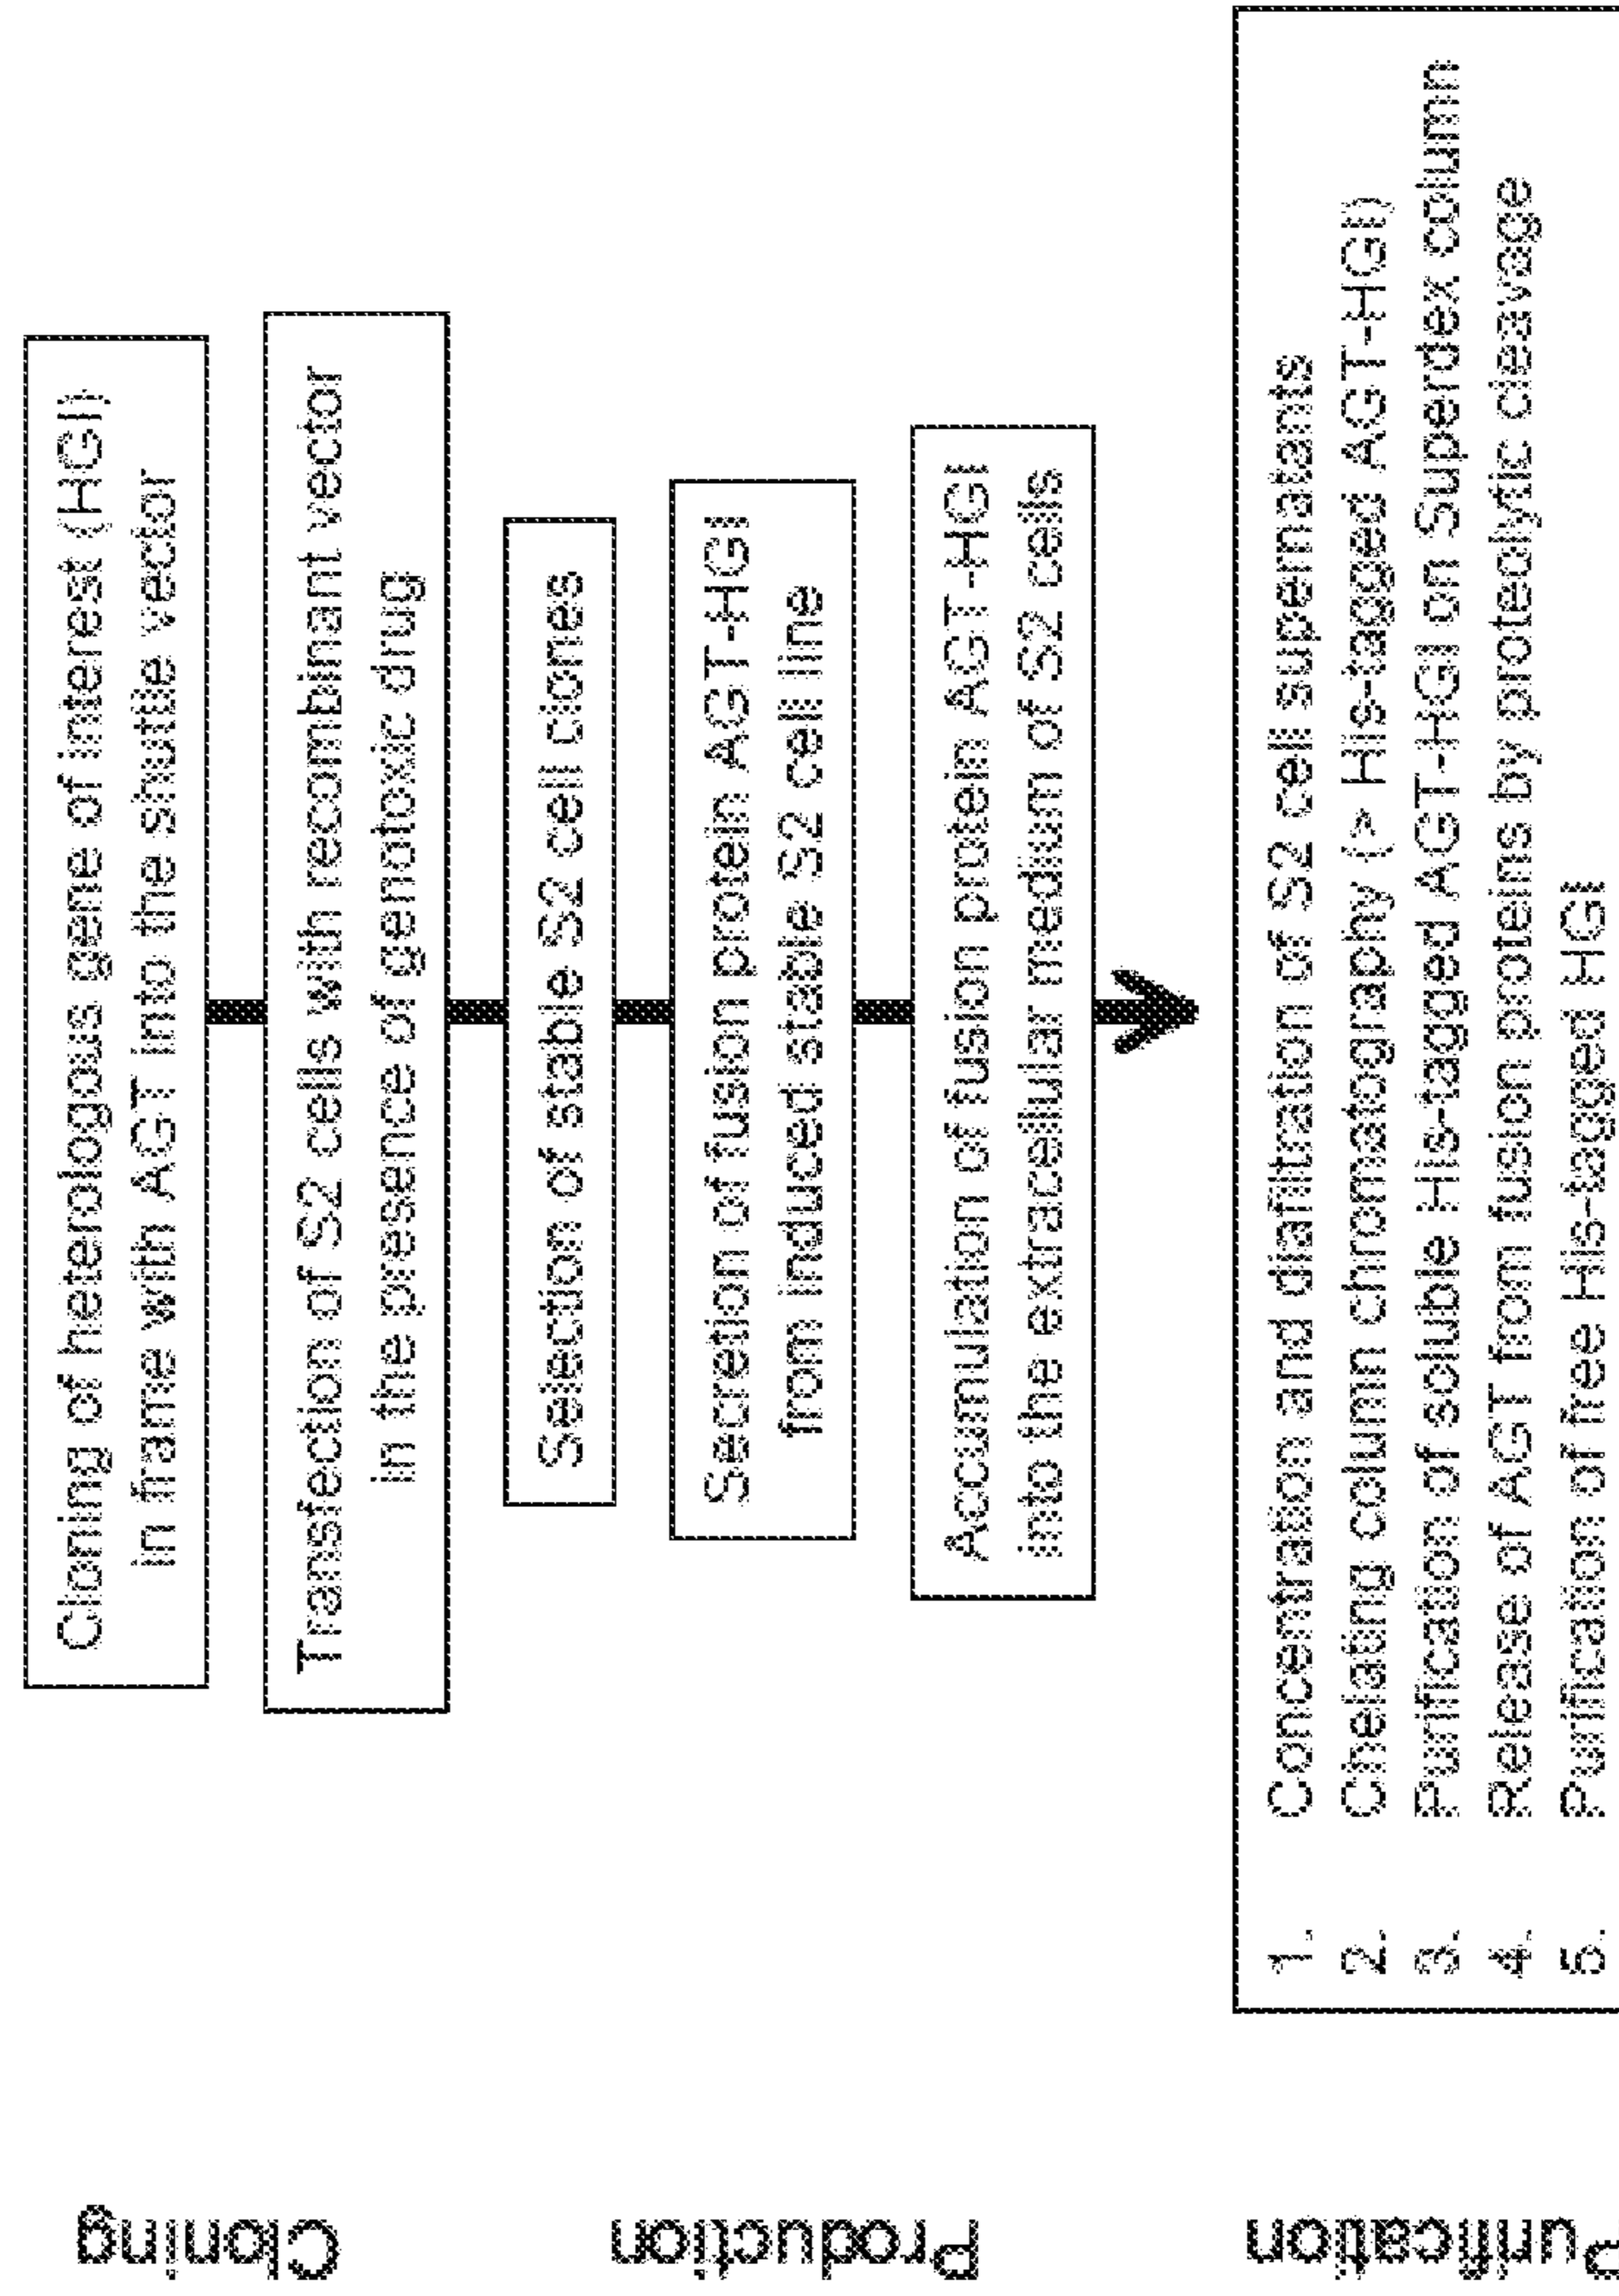 Cloning
Cloning of heterologous gene of interest (HGI)
in frame with AGT into the shuttle vector
Transfection of S2 cells with recombinant vector
in the presence of genotoxic drug
Production
Selection of stable S2 cell clones
Secretion of fusion protein AGT-HGI
from induced stable S2 cell line
Accumulation of fusion protein AGT-HGI
into the extracellular medium of S2 cells
Purification
1. Concentration and diafiltration of S2 cell supernatants
2. Chelating column chromatography (> His-tagged AGT-HGI)
3. Purification of soluble His-tagged AGT-HGI on Superdex column
4. Release of AGT from fusion proteins by proteolytic cleavage
5. Purification of free His-tagged HGI